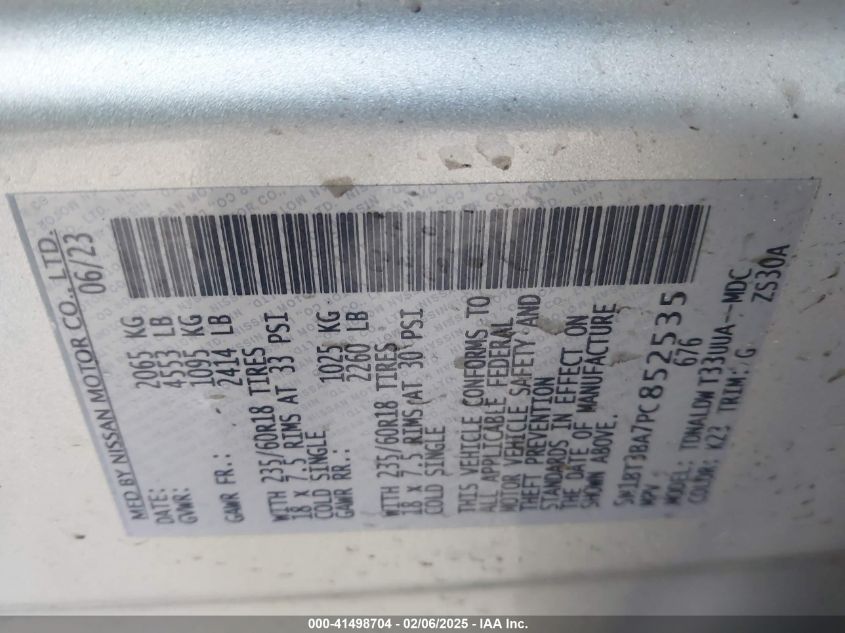 MFD.BY NISSAN MOTOR CO., LTD.
DATE: 06/23
GVWR: 2065 KG
4553 LB
GAWR FR.: 1095 KG
2414 LB
WITH 235/60R18 TIRES
18 x 7.5 RIMS AT 33 PSI
COLD SINGLE
GAWR RR.: 1025 KG
2260 LB
WITH 235/60R18 TIRES
18 x 7.5 RIMS AT 30 PSI
COLD SINGLE
THIS VEHICLE CONFORMS TO
ALL APPLICABLE FEDERAL
MOTOR VEHICLE SAFETY AND
THEFT PREVENTION
STANDARDS IN EFFECT ON
THE DATE OF MANUFACTURE
SHOWN ABOVE.
5N1BT3BA7PC852535
MPV 676
MODEL: TDNALLDWT33UUA-MDC
COLOR: K23 TRIM: G ZS30A
000-41498704 - 02/06/2025 - IAA Inc.